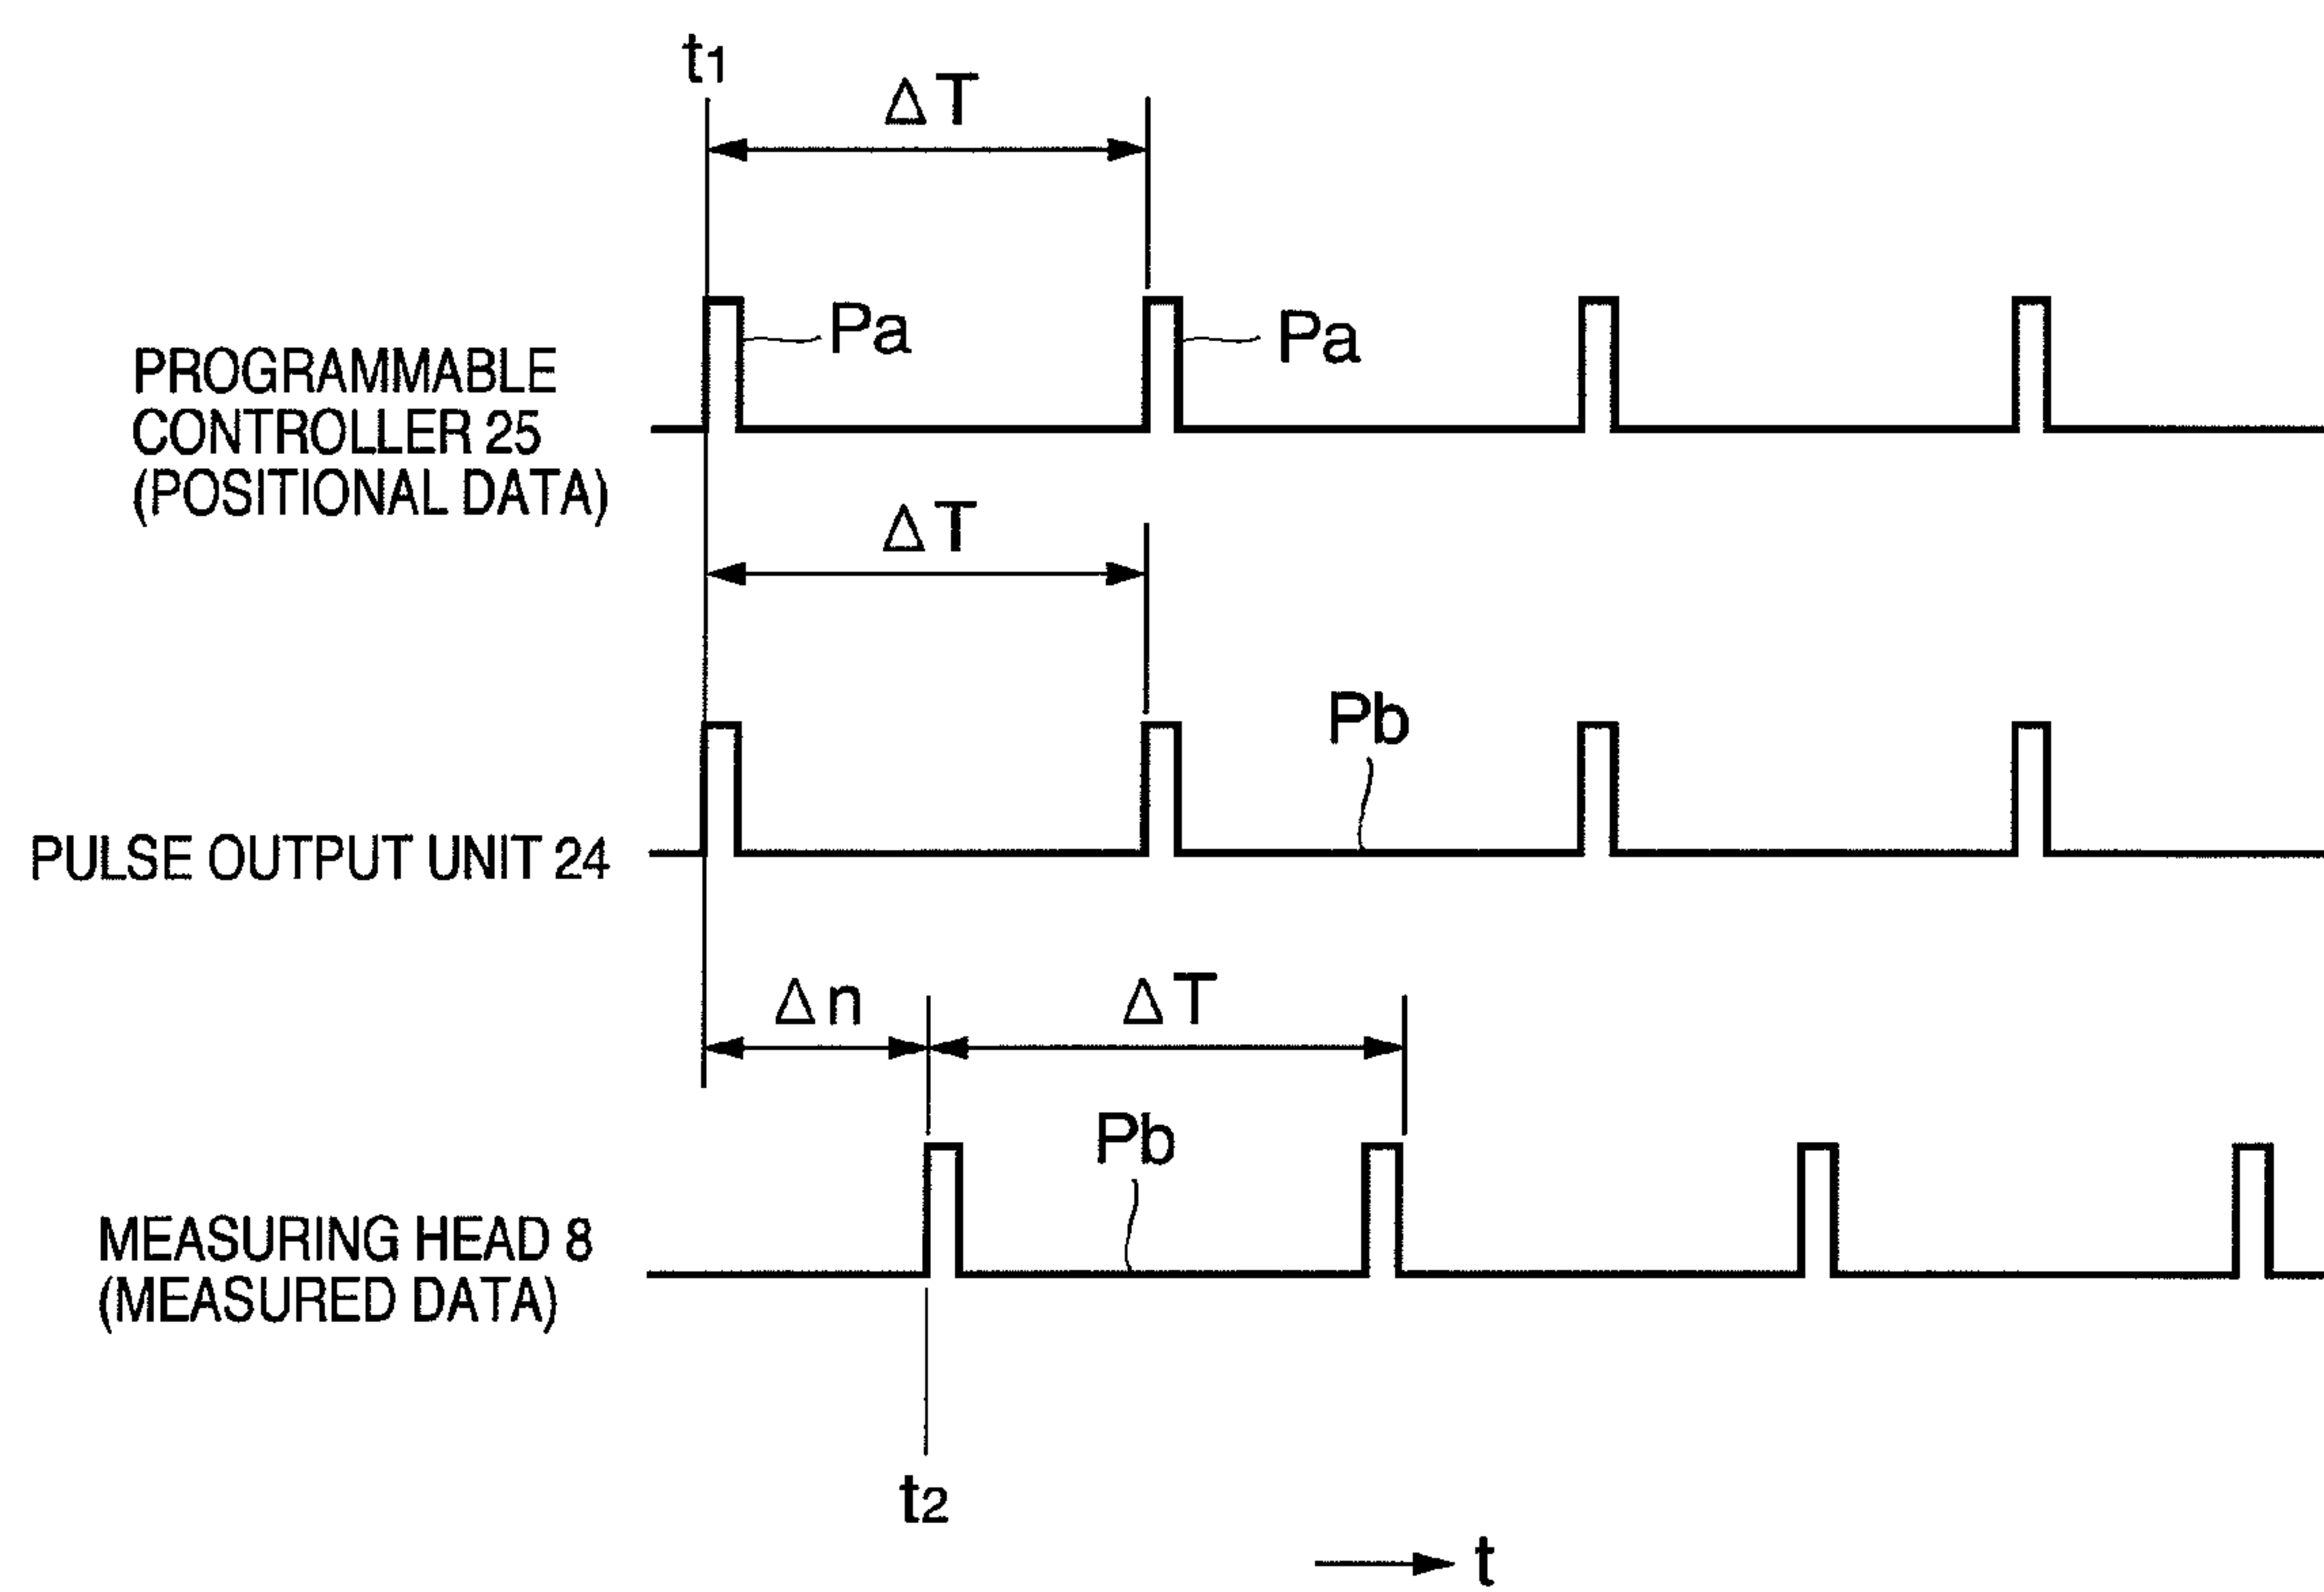 t1
ΔT
Pa
Pa
PROGRAMMABLE
CONTROLLER 25
(POSITIONAL DATA)
ΔT
Pb
PULSE OUTPUT UNIT 24
Δn
ΔT
Pb
MEASURING HEAD 8
(MEASURED DATA)
t2
t